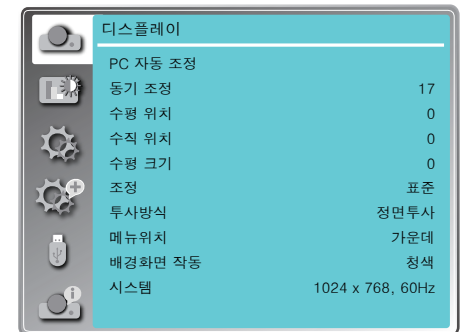 디스플레이
PC 자동 조정
동기 조정 17
수평 위치 0
수직 위치 0
수평 크기 0
조정 표준
투사방식 정면투사
메뉴위치 가운데
배경화면 작동 청색
시스템 1024 x 768, 60Hz